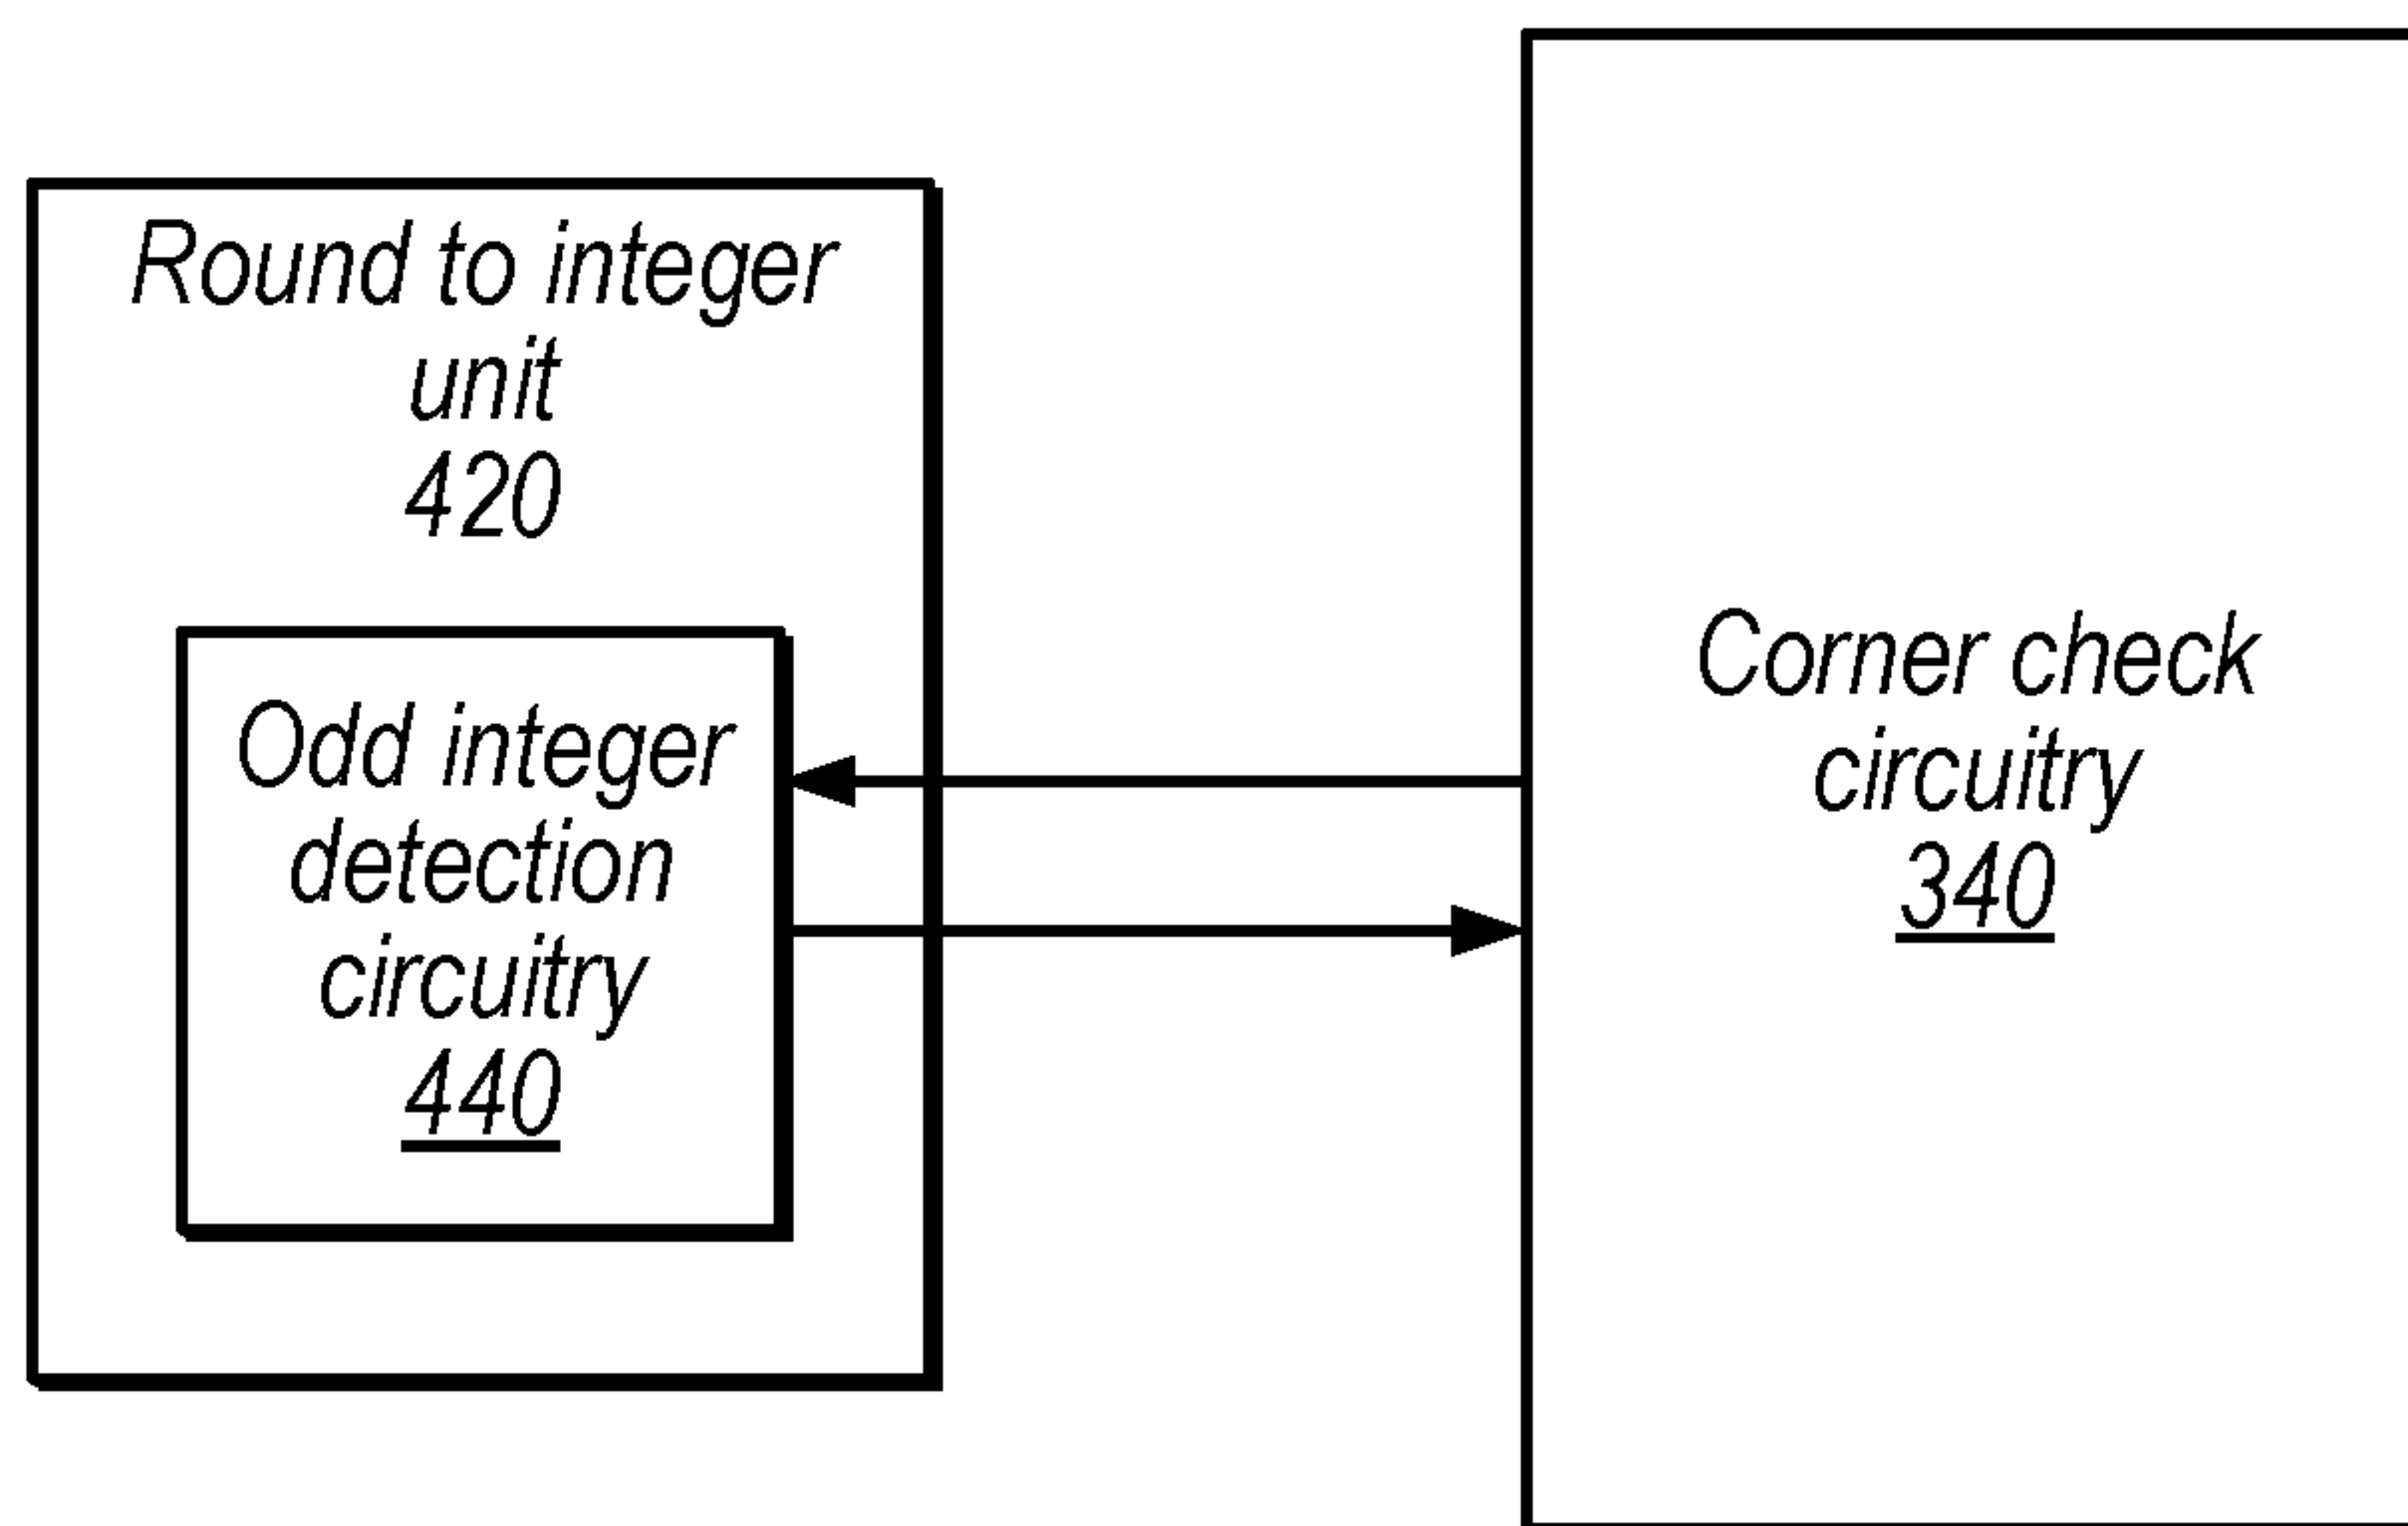 Round to integer
unit
420
Odd integer
detection
circuitry
440
Corner check
circuitry
340